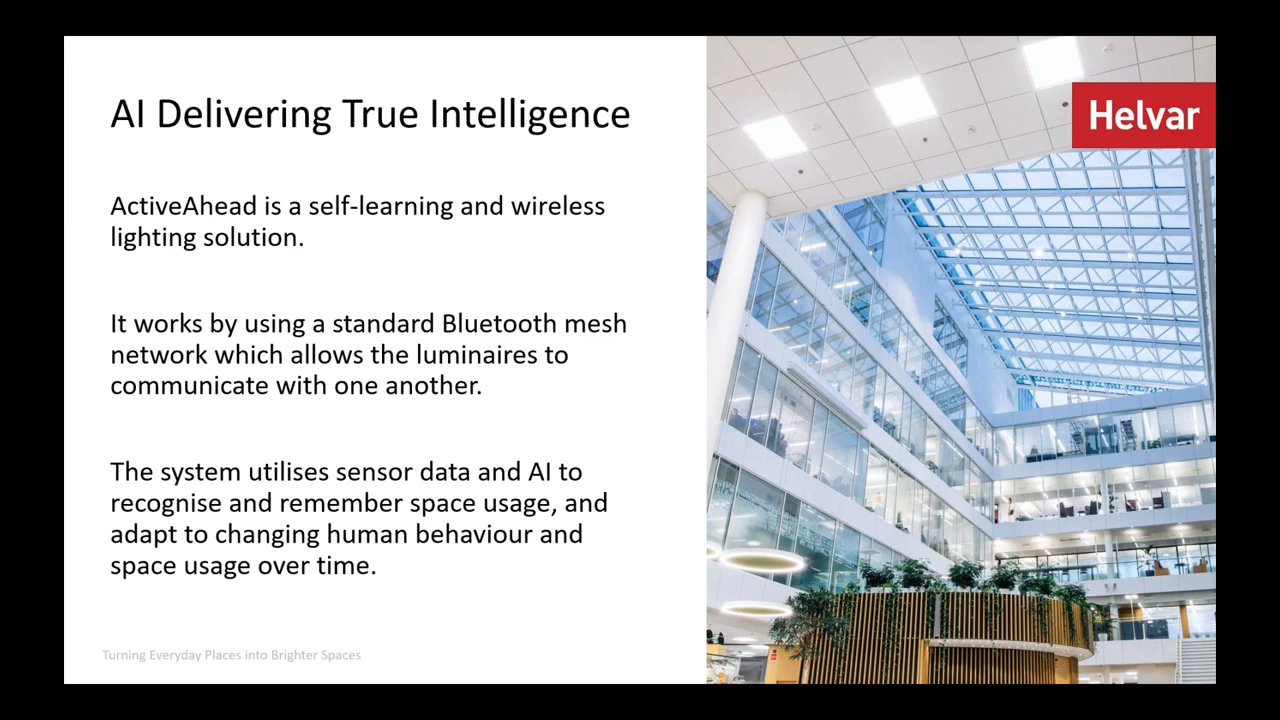 AI Delivering True Intelligence
Helvar
ActiveAhead is a self-learning and wireless
lighting solution.
It works by using a standard Bluetooth mesh
network which allows the luminaires to
communicate with one another.
The system utilises sensor data and AI to
recognise and remember space usage, and
adapt to changing human behaviour and
space usage over time.
Turning Everyday Places into Brighter Spaces